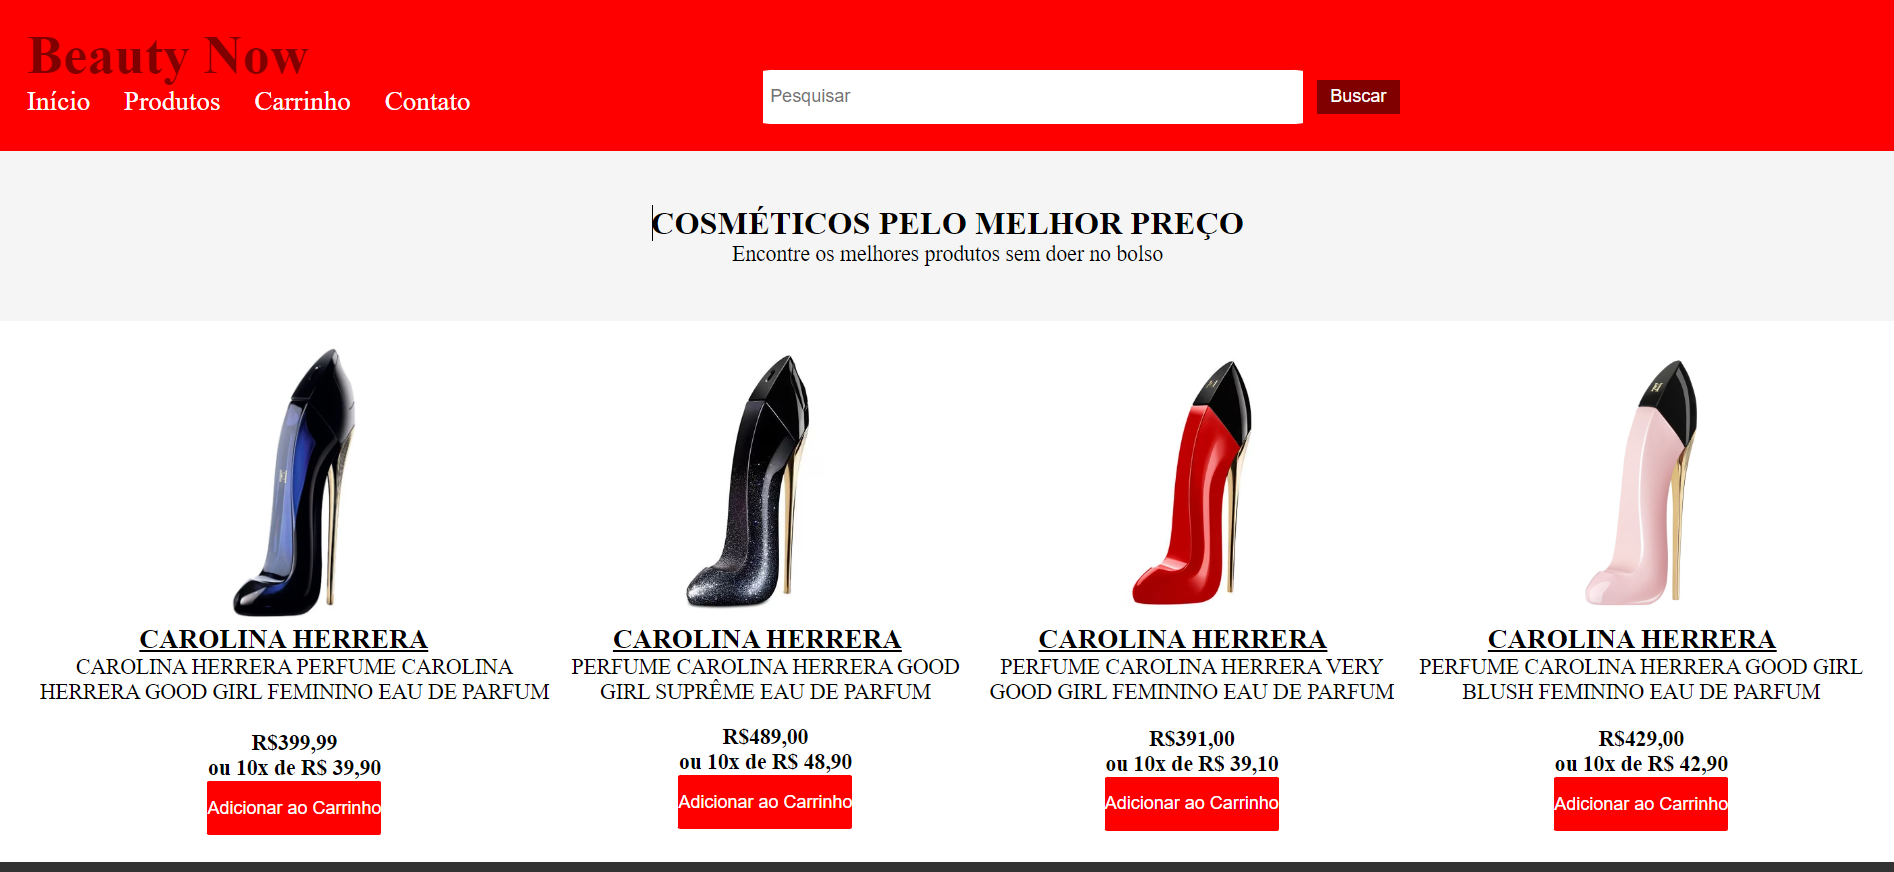 Beauty Now
Início Produtos Carrinho Contato
Pesquisar
Buscar
COSMÉTICOS PELO MELHOR PREÇO
Encontre os melhores produtos sem doer no bolso
CAROLINA HERRERA
CAROLINA HERRERA PERFUME CAROLINA
HERRERA GOOD GIRL FEMININO EAU DE PARFUM
R$399,99
ou 10x de R$ 39,90
Adicionar ao Carrinho
CAROLINA HERRERA
PERFUME CAROLINA HERRERA GOOD
GIRL SUPRÊME EAU DE PARFUM
R$489,00
ou 10x de R$ 48,90
Adicionar ao Carrinho
CAROLINA HERRERA
PERFUME CAROLINA HERRERA VERY
GOOD GIRL FEMININO EAU DE PARFUM
R$391,00
ou 10x de R$ 39,10
Adicionar ao Carrinho
CAROLINA HERRERA
PERFUME CAROLINA HERRERA GOOD GIRL
BLUSH FEMININO EAU DE PARFUM
R$429,00
ou 10x de R$ 42,90
Adicionar ao Carrinho